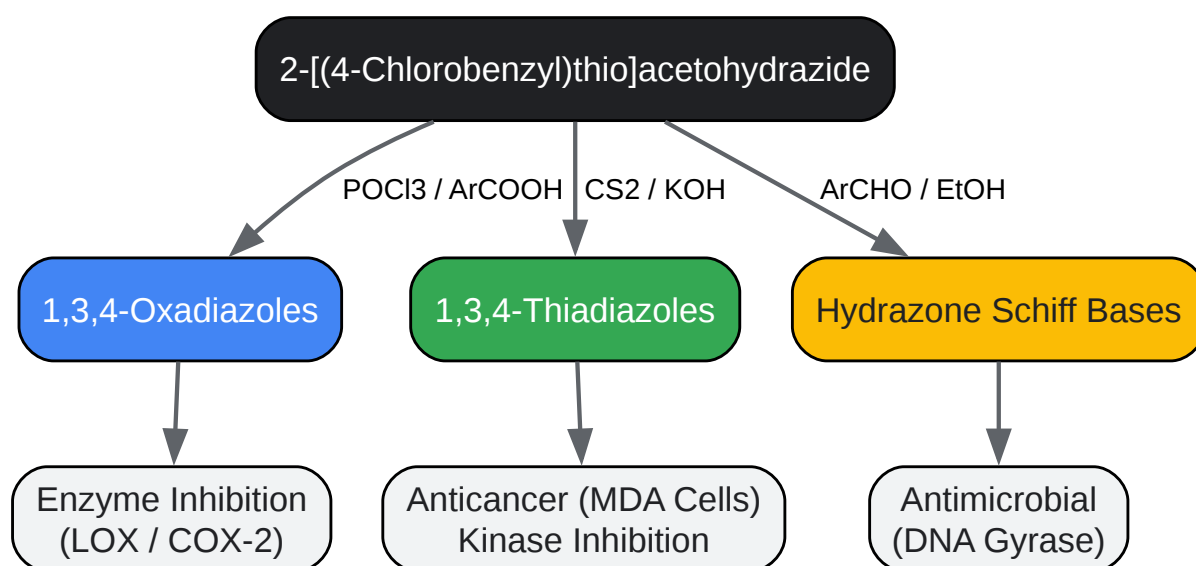 2-[(4-Chlorobenzyl)thio]acetohydrazide
POCl3 / ArCOOH
CS2 / KOH
ArCHO / EtOH
1,3,4-Oxadiazoles
1,3,4-Thiadiazoles
Hydrazone Schiff Bases
Enzyme Inhibition
(LOX / COX-2)
Anticancer (MDA Cells)
Kinase Inhibition
Antimicrobial
(DNA Gyrase)